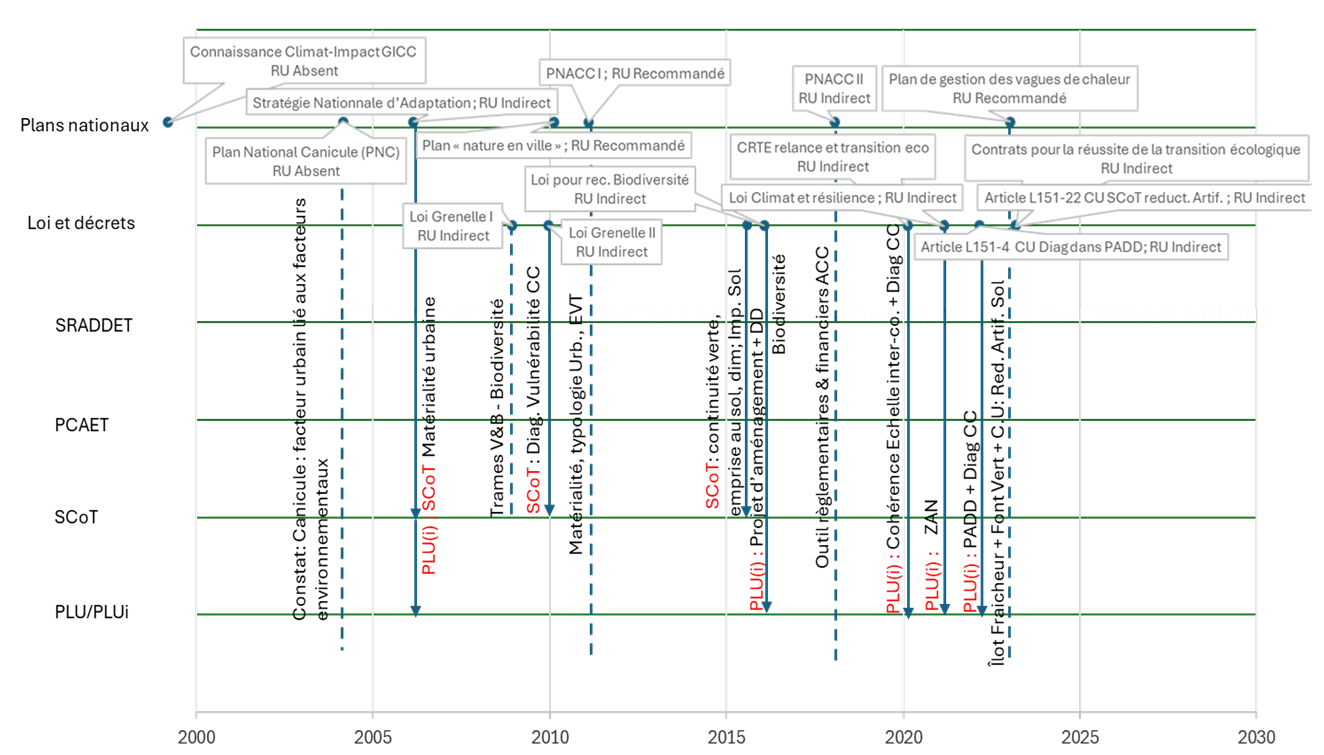 Connaissance Climat-Impact GICC
RU Absent
Stratégie Nationnale d'Adaptation; RU Indirect
PNACC I ; RU Recommandé
PNACC II
RU Indirect
Plan de gestion des vagues de chaleur
RU Recommandé
Plans nationaux
Plan National Canicule (PNC)
RU Absent
Plan « nature en ville » ; RU Recommandé
CRTE relance et transition eco
RU Indirect
Contrats pour la réussite de la transition écologique
RU Indirect
Loi pour rec. Biodiversité
RU Indirect
Loi Climat et résilience ; RU Indirect
Article L151-22 CU SCoT reduct. Artif. ; RU Indirect
Loi et décrets
Loi Grenelle I
RU Indirect
Loi Grenelle II
RU Indirect
Article L151-4 CU Diag dans PADD; RU Indirect
SRADDET
PCAET
SCoT
PLU/PLUi
Constat: Canicule : facteur urbain lié aux facteurs
environnementaux
PLU(i) , SCoT Matérialité urbaine
Trames V&B - Biodiversité
SCoT : Diag. Vulnérabilité CC
Matérialité, typologie Urb., EVT
SCoT: continuité verte,
emprise au sol, dim; Imp. Sol
PLU(i) : Projet d'aménagement + DD
Biodiversité
Outil règlementaires & financiers ACC
PLU(i) : Cohérence Echelle inter-co. + Diag CC
PLU(i) : ZAN
PLU(i) : PADD + Diag CC
Îlot Fraicheur + Font Vert + C.U: Red. Artif. Sol
2000
2005
2010
2015
2020
2025
2030